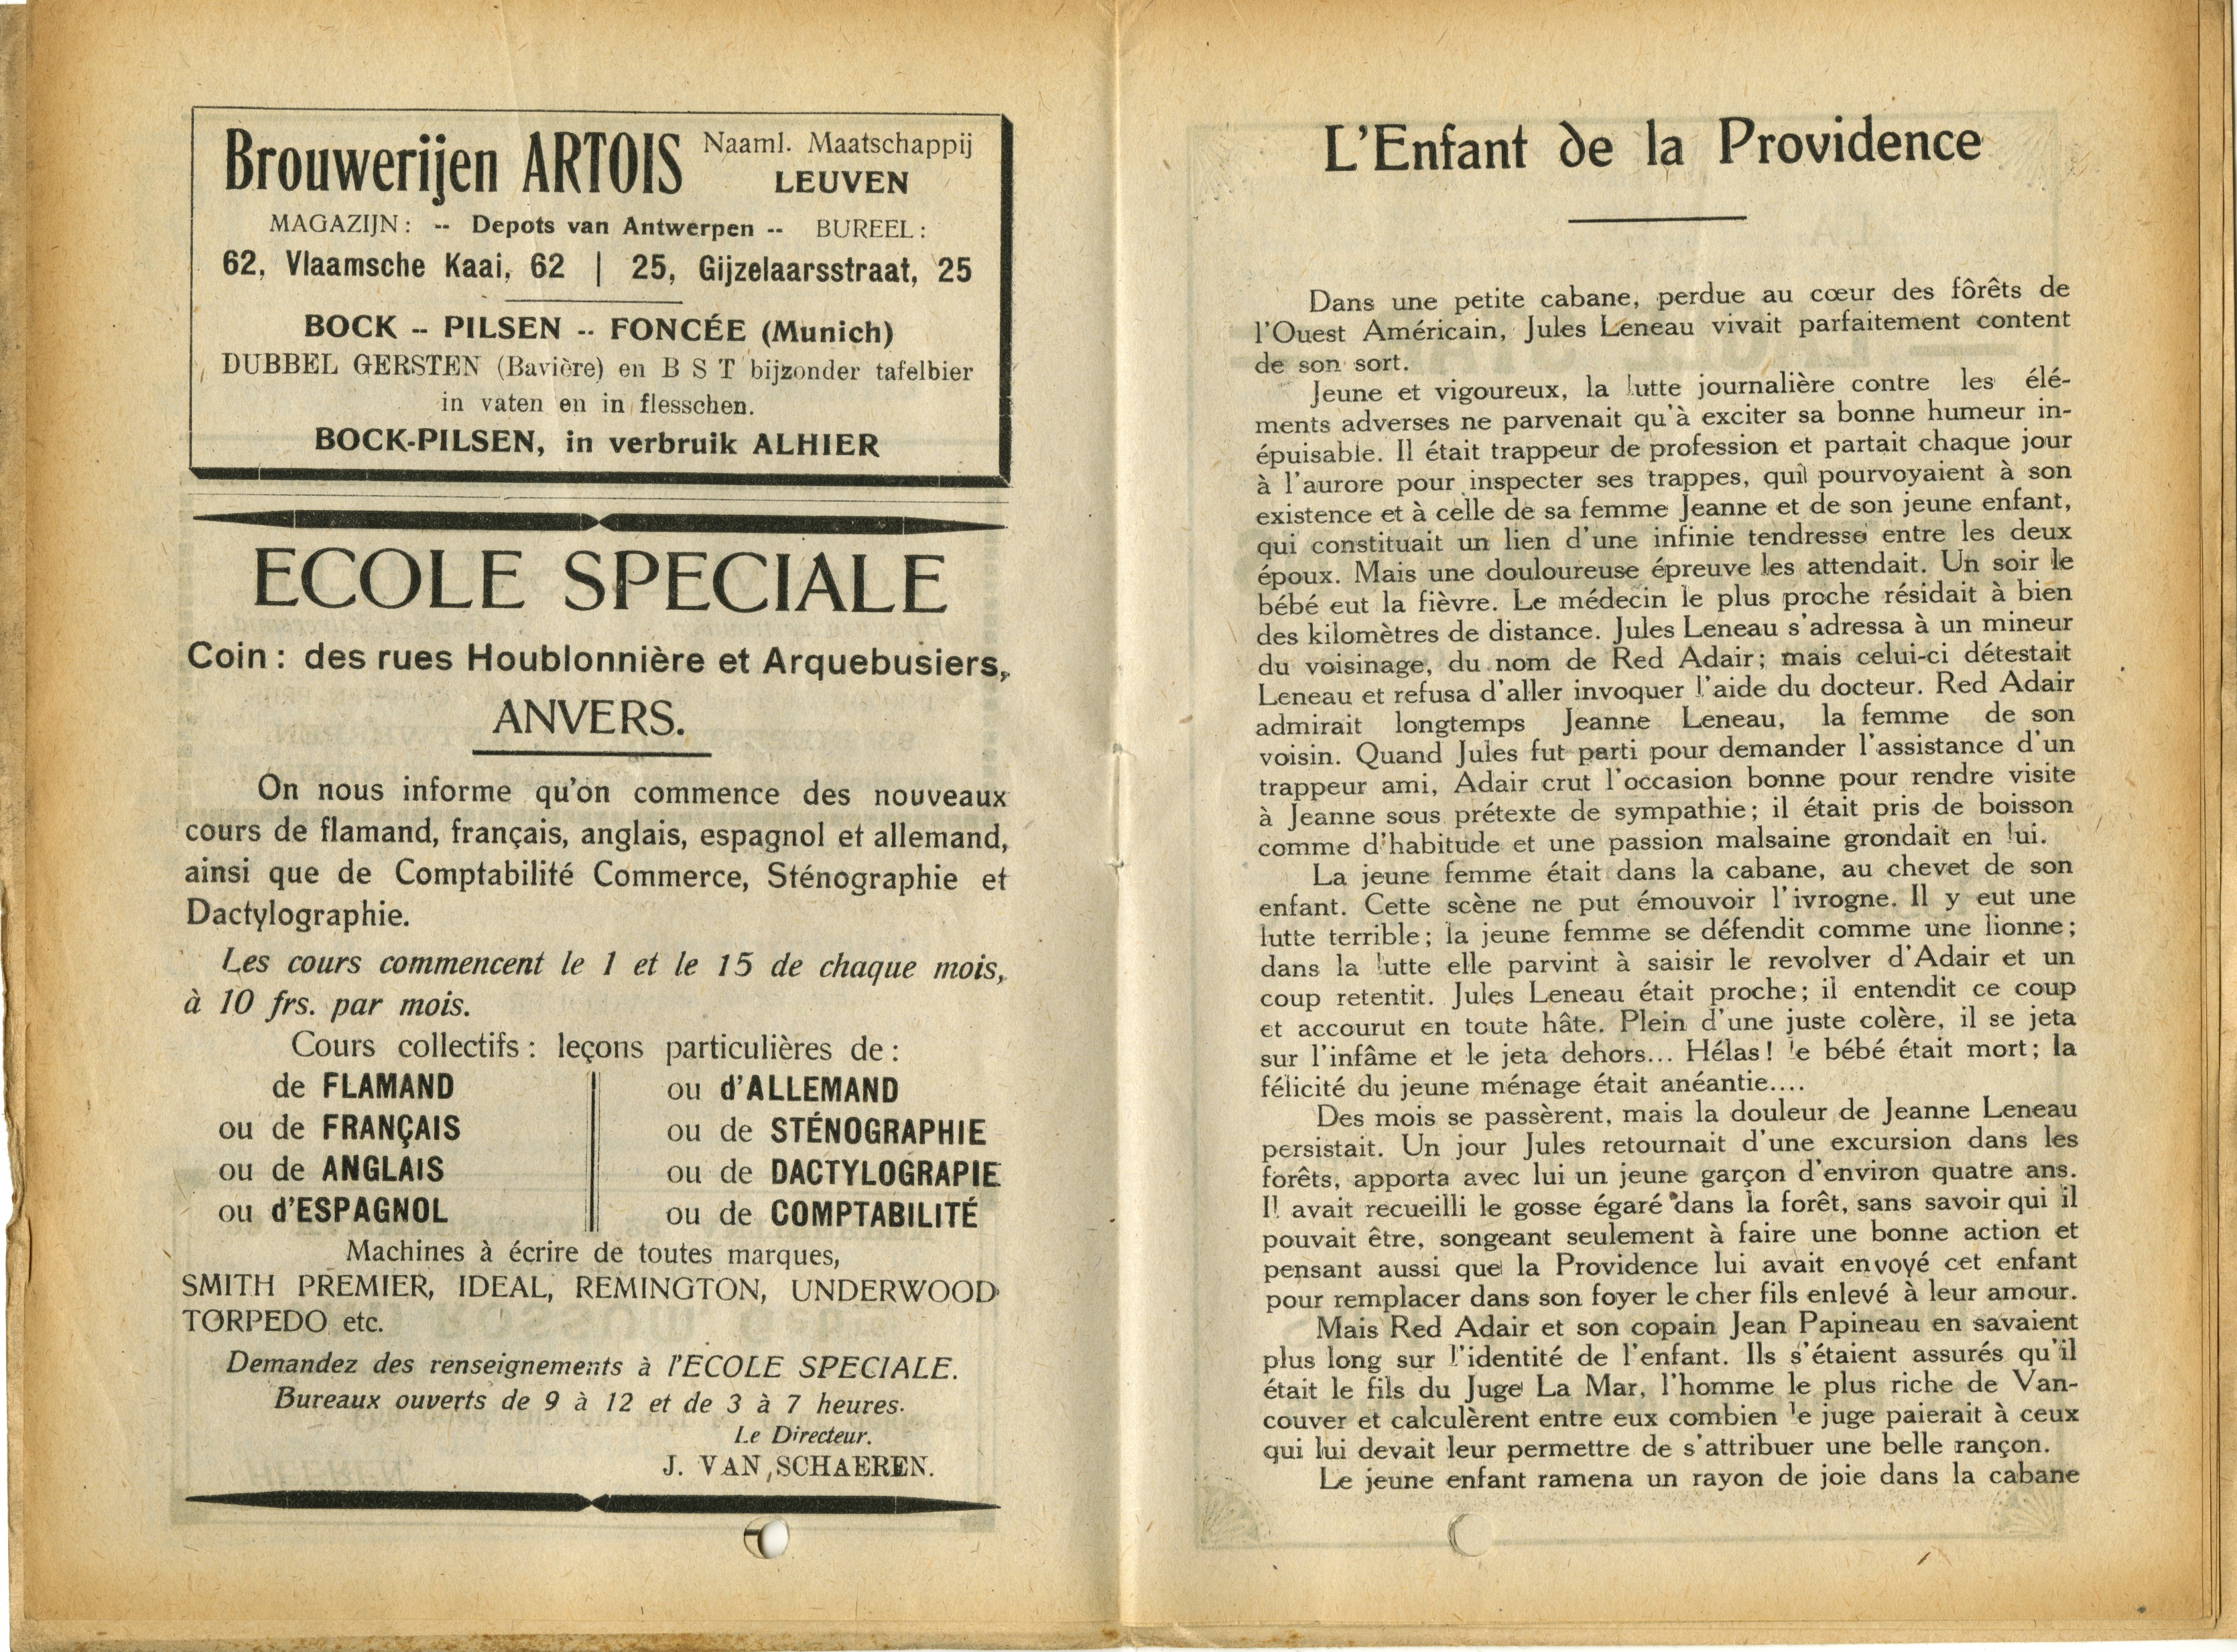 Brouwerijen ARTOIS Naaml. Maatschappij
LEUVEN
MAGAZIJN: -- Depots van Antwerpen -- BUREEL:
62, Vlaamsche Kaai, 62 | 25, Gijzelaarsstraat, 25
BOCK -- PILSEN -- FONCÉE (Munich)
DUBBEL GERSTEN (Bavière) en B S T bijzonder tafelbier
in vaten en in flesschen.
BOCK-PILSEN, in verbruik ALHIER
ECOLE SPECIALE
Coin: des rues Houblonnière et Arquebusiers,
ANVERS.
On nous informe qu'on commence des nouveaux
cours de flamand, français, anglais, espagnol et allemand,
ainsi que de Comptabilité Commerce, Sténographie et
Dactylographie.
Les cours commencent le 1 et le 15 de chaque mois,
à 10 frs. par mois.
Cours collectifs: leçons particulières de:
de FLAMAND
ou de FRANÇAIS
ou de ANGLAIS
ou d'ESPAGNOL
ou d'ALLEMAND
ou de STÉNOGRAPHIE
ou de DACTYLOGRAPIE
ou de COMPTABILITÉ
Machines à écrire de toutes marques,
SMITH PREMIER, IDEAL, REMINGTON, UNDERWOOD
TORPEDO etc.
Demandez des renseignements à l'ECOLE SPECIALE.
Bureaux ouverts de 9 à 12 et de 3 à 7 heures.
Le Directeur.
J. VAN SCHAEREN.
L'Enfant de la Providence
Dans une petite cabane, perdue au cœur des fôrêts de
l'Ouest Américain, Jules Leneau vivait parfaitement content
de son sort.
Jeune et vigoureux, la lutte journalière contre les élé-
ments adverses ne parvenait qu'à exciter sa bonne humeur in-
épuisable. Il était trappeur de profession et partait chaque jour
à l'aurore pour inspecter ses trappes, quil pourvoyaient à son
existence et à celle de sa femme Jeanne et de son jeune enfant,
qui constituait un lien d'une infinie tendresse entre les deux
époux. Mais une douloureuse épreuve les attendait. Un soir le
bébé eut la fièvre. Le médecin le plus proche résidait à bien
des kilomètres de distance. Jules Leneau s'adressa à un mineur
du voisinage, du nom de Red Adair; mais celui-ci détestait
Leneau et refusa d'aller invoquer l'aide du docteur. Red Adair
admirait longtemps Jeanne Leneau, la femme de son
voisin. Quand Jules fut parti pour demander l'assistance d'un
trappeur ami, Adair crut l'occasion bonne pour rendre visite
à Jeanne sous prétexte de sympathie; il était pris de boisson
comme d'habitude et une passion malsaine grondait en lui.
La jeune femme était dans la cabane, au chevet de son
enfant. Cette scène ne put émouvoir l'ivrogne. Il y eut une
lutte terrible; la jeune femme se défendit comme une lionne;
dans la lutte elle parvint à saisir le revolver d'Adair et un
coup retentit. Jules Leneau était proche; il entendit ce coup
et accourut en toute hâte. Plein d'une juste colère, il se jeta
sur l'infâme et le jeta dehors... Hélas! le bébé était mort; la
félicité du jeune ménage était anéantie....
Des mois se passèrent, mais la douleur de Jeanne Leneau
persistait. Un jour Jules retournait d'une excursion dans les
forêts, apporta avec lui un jeune garçon d'environ quatre ans.
Il avait recueilli le gosse égaré dans la forêt, sans savoir qui il
pouvait être, songeant seulement à faire une bonne action et
pensant aussi que la Providence lui avait envoyé cet enfant
pour remplacer dans son foyer le cher fils enlevé à leur amour.
Mais Red Adair et son copain Jean Papineau en savaient
plus long sur l'identité de l'enfant. Ils s'étaient assurés qu'il
était le fils du Juge La Mar, l'homme le plus riche de Van-
couver et calculèrent entre eux combien le juge paierait à ceux
qui lui devait leur permettre de s'attribuer une belle rançon.
Le jeune enfant ramena un rayon de joie dans la cabane